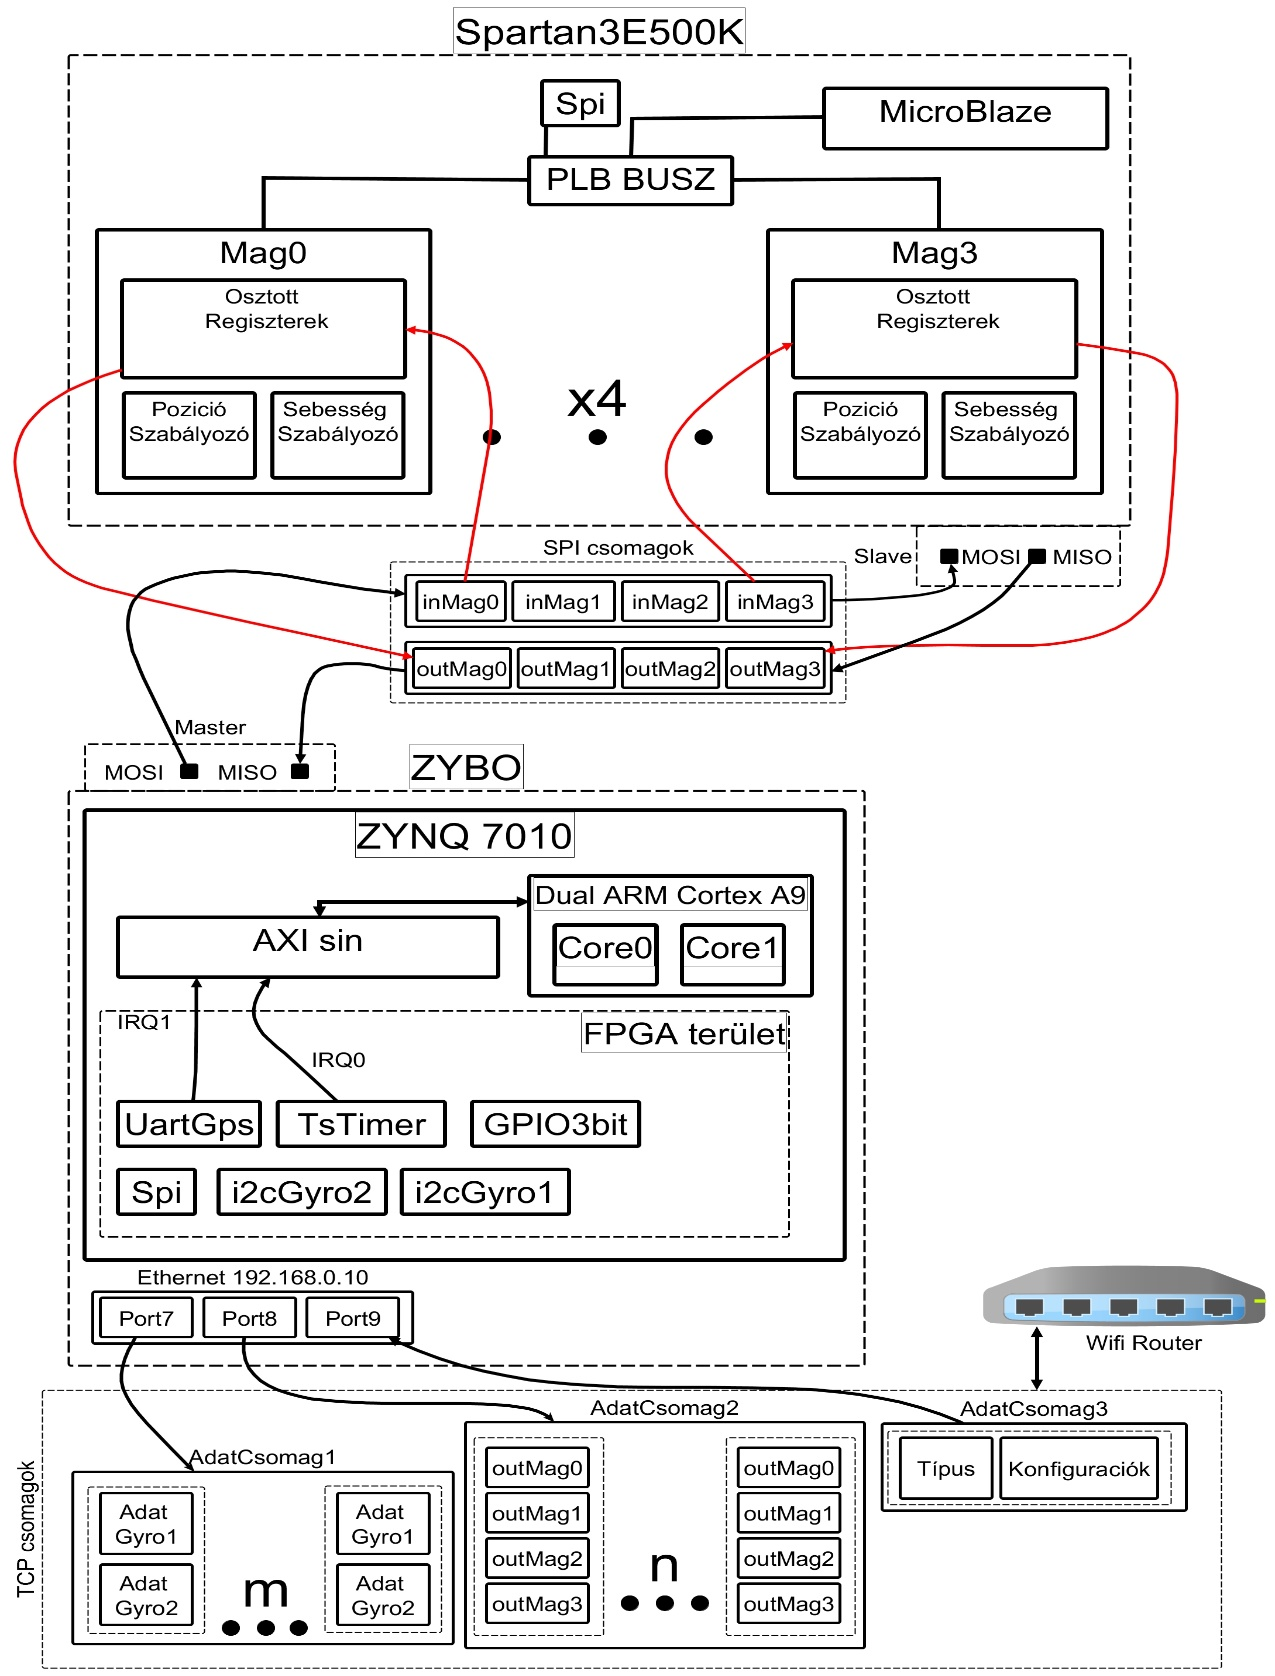 Spartan3E500K
Spi
MicroBlaze
PLB BUSZ
Mag0
Osztott
Regiszterek
Pozició
Szabályozó
Sebesség
Szabályozó
x4
Mag3
Osztott
Regiszterek
Pozició
Szabályozó
Sebesség
Szabályozó
SPI csomagok
Slave
MOSI
MISO
inMag0
inMag1
inMag2
inMag3
outMag0
outMag1
outMag2
outMag3
Master
MOSI
MISO
ZYBO
ZYNQ 7010
Dual ARM Cortex A9
Core0
Core1
AXI sin
IRQ1
FPGA terület
IRQ0
UartGps
TsTimer
GPIO3bit
Spi
i2cGyro2
i2cGyro1
Ethernet 192.168.0.10
Port7
Port8
Port9
Wifi Router
TCP csomagok
AdatCsomag1
Adat
Gyro1
Adat
Gyro2
m
Adat
Gyro1
Adat
Gyro2
AdatCsomag2
outMag0
outMag1
outMag2
outMag3
n
outMag0
outMag1
outMag2
outMag3
AdatCsomag3
Típus
Konfiguraciók